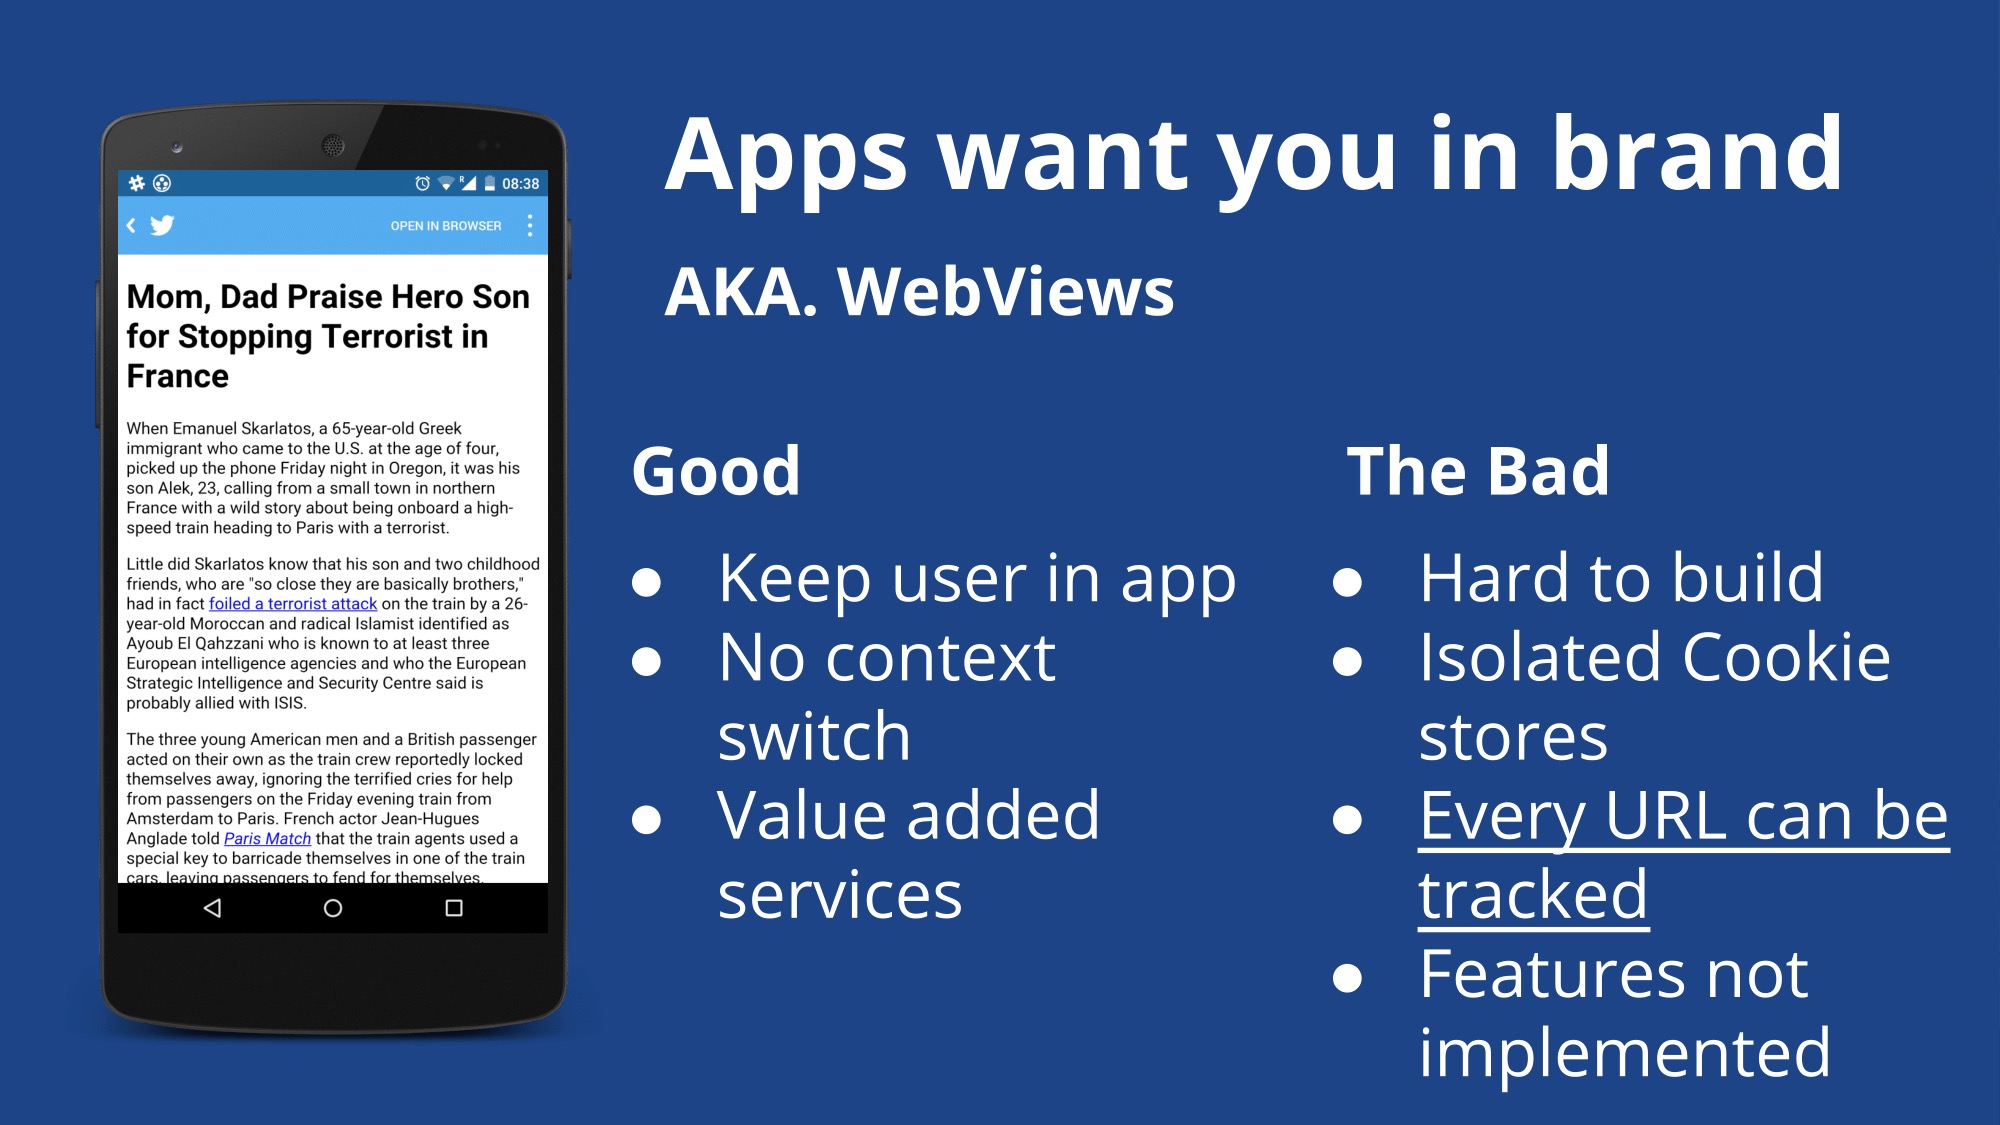 Apps want you in brand
AKA. WebViews
R
08:38
OPEN IN BROWSER
Mom, Dad Praise Hero Son
for Stopping Terrorist in
France
When Emanuel Skarlatos, a 65-year-old Greek
immigrant who came to the U.S. at the age of four,
picked up the phone Friday night in Oregon, it was his
son Alek, 23, calling from a small town in northern
France with a wild story about being onboard a high-
speed train heading to Paris with a terrorist.
Little did Skarlatos know that his son and two childhood
friends, who are "so close they are basically brothers,"
had in fact foiled a terrorist attack on the train by a 26-
year-old Moroccan and radical Islamist identified as
Ayoub El Qahzzani who is known to at least three
European intelligence agencies and who the European
Strategic Intelligence and Security Centre said is
probably allied with ISIS.
The three young American men and a British passenger
acted on their own as the train crew reportedly locked
themselves away, ignoring the terrified cries for help
from passengers on the Friday evening train from
Amsterdam to Paris. French actor Jean-Hugues
Anglade told Paris Match that the train agents used a
special key to barricade themselves in one of the train
cars, leaving passengers to fend for themselves.
Good
● Keep user in app
● No context
switch
● Value added
services
The Bad
● Hard to build
● Isolated Cookie
stores
● Every URL can be
tracked
● Features not
implemented